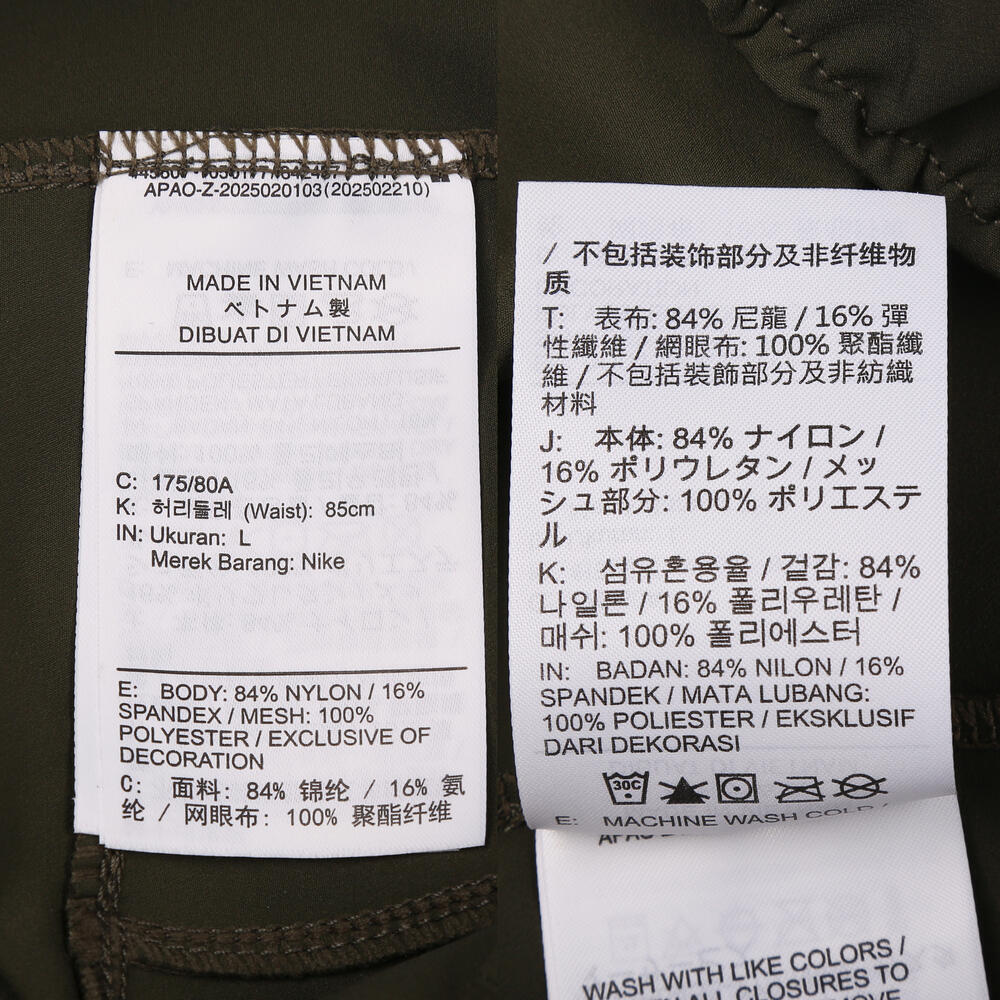 APAO-Z-2025020103(202502210)
MADE IN VIETNAM
ベトナム製
DIBUAT DI VIETNAM
C: 175/80A
K: 허리둘레 (Waist): 85cm
IN: Ukuran: L
Merek Barang: Nike
E: BODY: 84% NYLON / 16%
SPANDEX / MESH: 100%
POLYESTER / EXCLUSIVE OF
DECORATION
C: 面料: 84% 锦纶 / 16% 氨
纶 / 网眼布: 100% 聚酯纤维
/ 不包括装饰部分及非纤维物
质
T: 表布: 84% 尼龍 / 16% 彈
性纖維 / 網眼布: 100% 聚酯纖
維 / 不包括裝飾部分及非紡織
材料
J: 本体: 84% ナイロン /
16% ポリウレタン / メッ
シュ部分: 100% ポリエステ
ル
K: 섬유혼용율 / 겉감: 84%
나일론 / 16% 폴리우레탄 /
매쉬: 100% 폴리에스터
IN: BADAN: 84% NILON / 16%
SPANDEK / MATA LUBANG:
100% POLIESTER / EKSKLUSIF
DARI DEKORASI
30C
E: MACHINE WASH COLD /
WASH WITH LIKE COLORS /
ALL CLOSURES TO